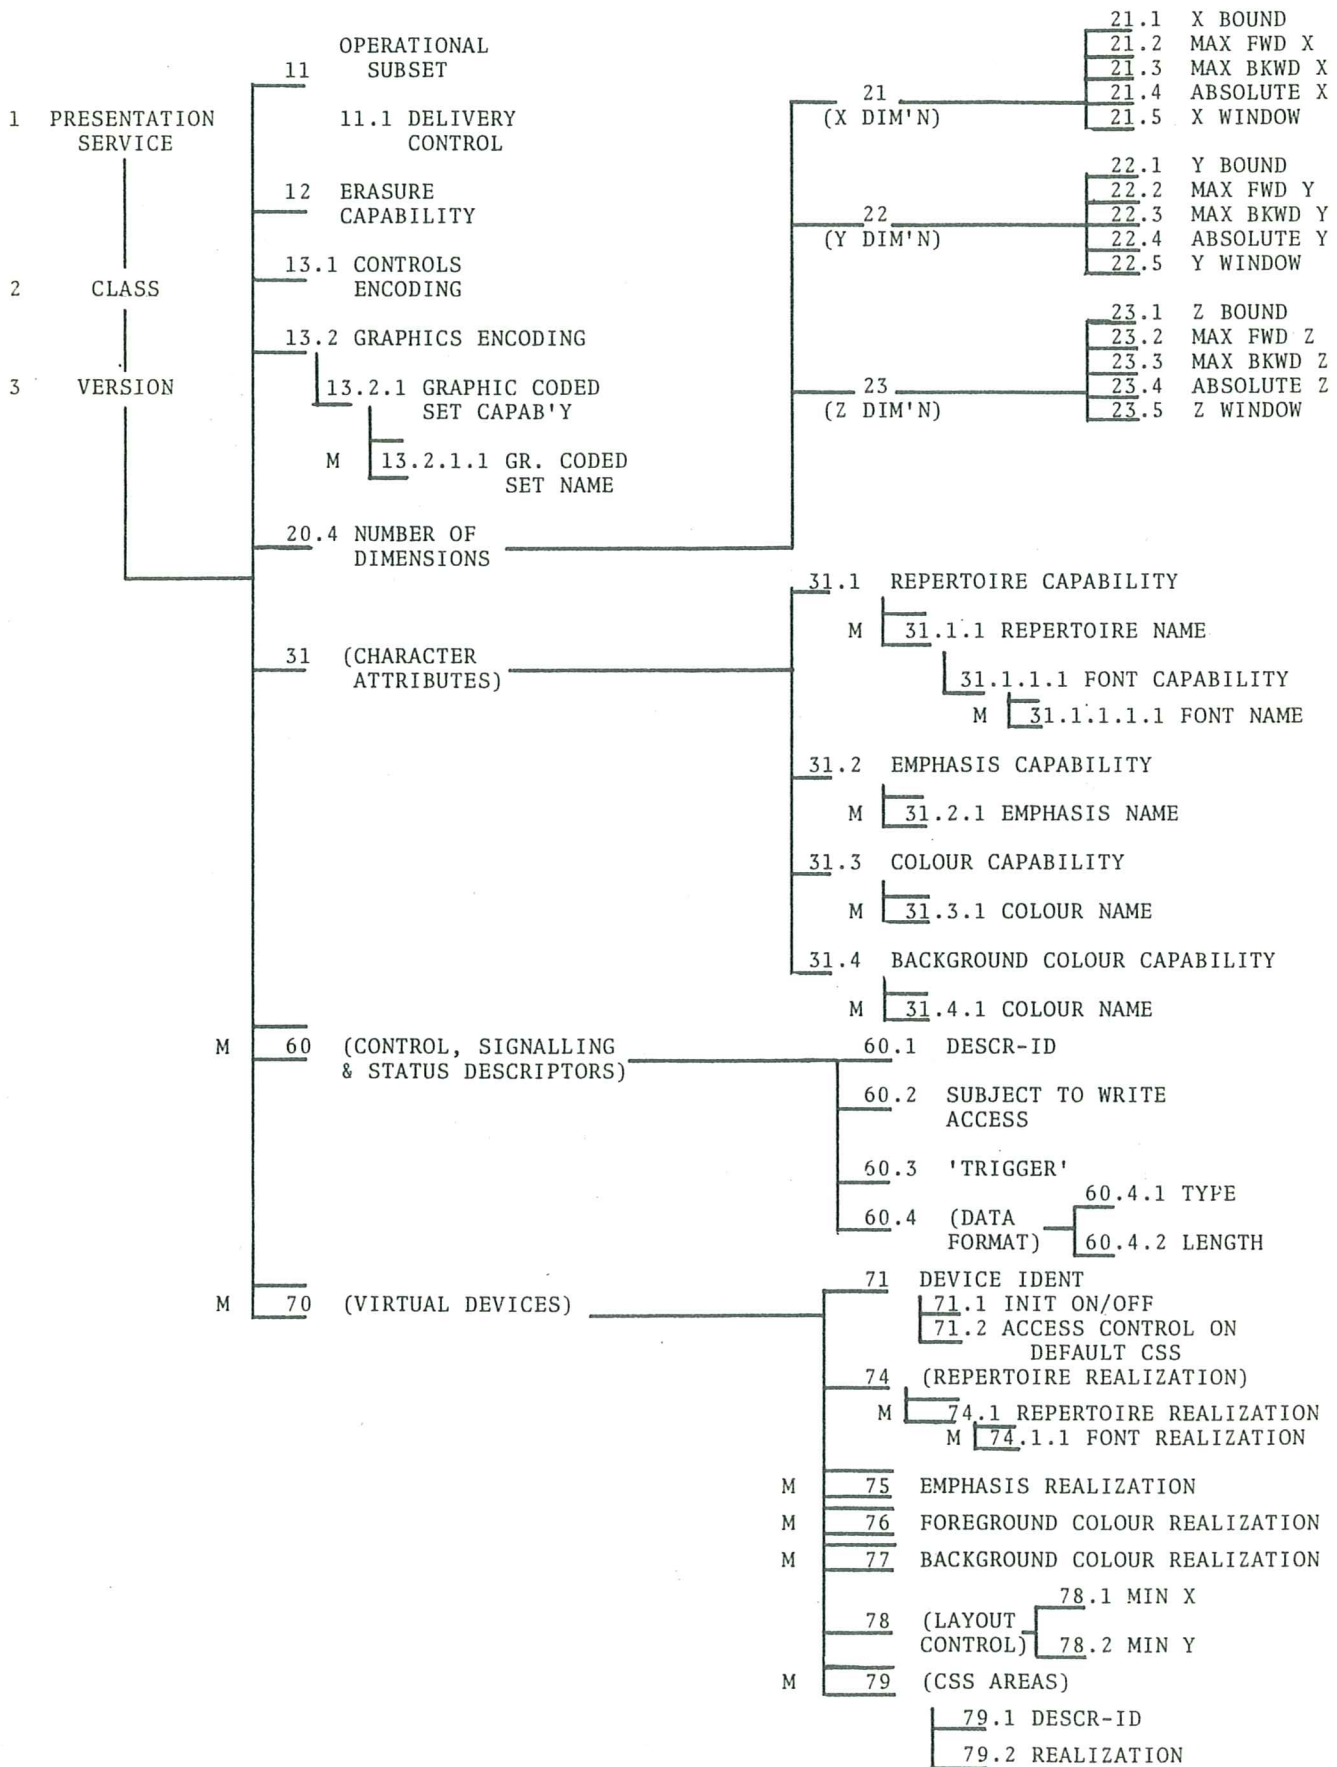 1 PRESENTATION
SERVICE
2 CLASS
3 VERSION
11 OPERATIONAL
SUBSET
11.1 DELIVERY
CONTROL
12 ERASURE
CAPABILITY
13.1 CONTROLS
ENCODING
13.2 GRAPHICS ENCODING
13.2.1 GRAPHIC CODED
SET CAPAB'Y
M 13.2.1.1 GR. CODED
SET NAME
20.4 NUMBER OF
DIMENSIONS
21
(X DIM'N)
21.1 X BOUND
21.2 MAX FWD X
21.3 MAX BKWD X
21.4 ABSOLUTE X
21.5 X WINDOW
22
(Y DIM'N)
22.1 Y BOUND
22.2 MAX FWD Y
22.3 MAX BKWD Y
22.4 ABSOLUTE Y
22.5 Y WINDOW
23
(Z DIM'N)
23.1 Z BOUND
23.2 MAX FWD Z
23.3 MAX BKWD Z
23.4 ABSOLUTE Z
23.5 Z WINDOW
31 (CHARACTER
ATTRIBUTES)
31.1 REPERTOIRE CAPABILITY
M 31.1.1 REPERTOIRE NAME
31.1.1.1 FONT CAPABILITY
M 31.1.1.1.1 FONT NAME
31.2 EMPHASIS CAPABILITY
M 31.2.1 EMPHASIS NAME
31.3 COLOUR CAPABILITY
M 31.3.1 COLOUR NAME
31.4 BACKGROUND COLOUR CAPABILITY
M 31.4.1 COLOUR NAME
M 60 (CONTROL, SIGNALLING
& STATUS DESCRIPTORS)
60.1 DESCR-ID
60.2 SUBJECT TO WRITE
ACCESS
60.3 'TRIGGER'
60.4 (DATA
FORMAT)
60.4.1 TYPE
60.4.2 LENGTH
M 70 (VIRTUAL DEVICES)
71 DEVICE IDENT
71.1 INIT ON/OFF
71.2 ACCESS CONTROL ON
DEFAULT CSS
74 (REPERTOIRE REALIZATION)
M 74.1 REPERTOIRE REALIZATION
M 74.1.1 FONT REALIZATION
M 75 EMPHASIS REALIZATION
M 76 FOREGROUND COLOUR REALIZATION
M 77 BACKGROUND COLOUR REALIZATION
78 (LAYOUT
CONTROL)
78.1 MIN X
78.2 MIN Y
M 79 (CSS AREAS)
79.1 DESCR-ID
79.2 REALIZATION